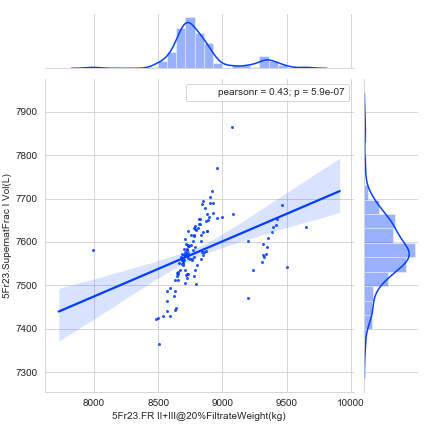 pearsonr = 0.43; p = 5.9e-07
7900
7800
7700
7600
7500
7400
7300
5Fr23.SupernatFrac I Vol(L)
8000 8500 9000 9500 10000
5Fr23.FR II+III@20%FiltrateWeight(kg)